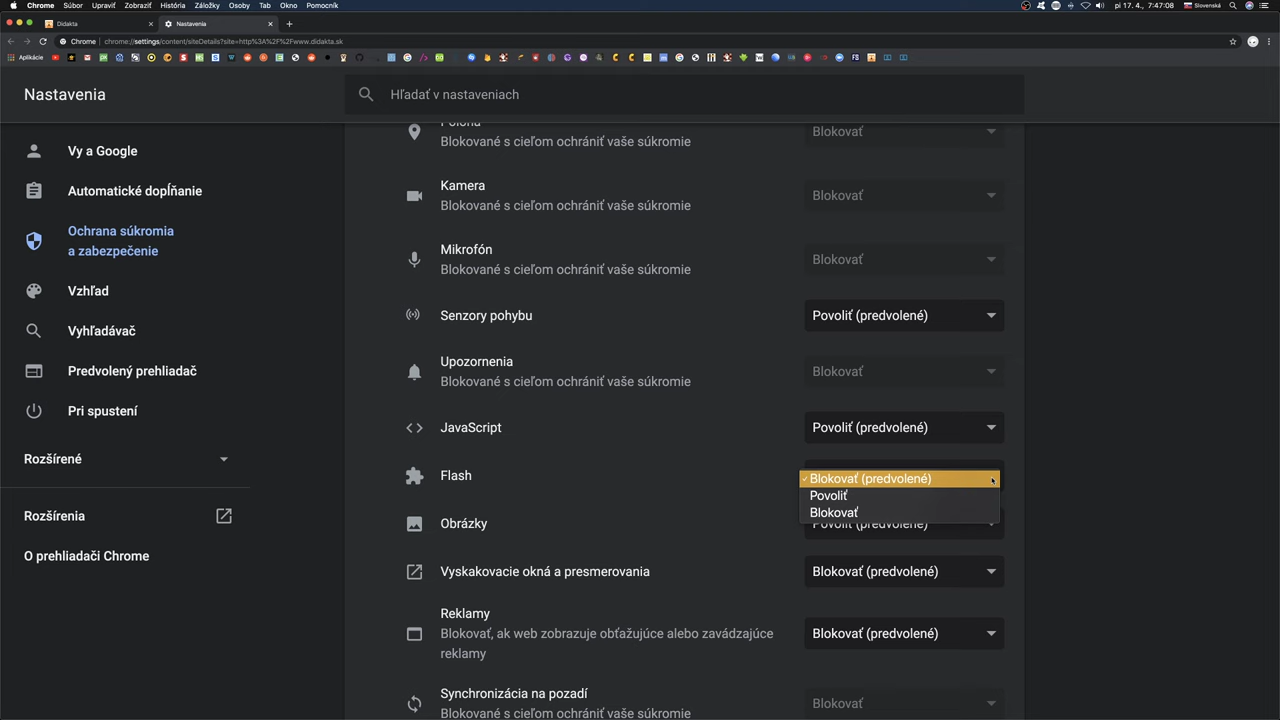 Chrome Súbor Upraviť Zobraziť História Záložky Osoby Tab Okno Pomocník
pi 17. 4., 7:47:08 Slovenská
Didakta
Nastavenia
Chrome | chrome://settings/content/siteDetails?site=http%3A%2F%2Fwww.didakta.sk
Aplikácie
Nastavenia
Hľadať v nastaveniach
Vy a Google
Automatické dopĺňanie
Ochrana súkromia
a zabezpečenie
Vzhľad
Vyhľadávač
Predvolený prehliadač
Pri spustení
Rozšírené
Rozšírenia
O prehliadači Chrome
Poloha
Blokované s cieľom ochrániť vaše súkromie
Blokovať
Kamera
Blokované s cieľom ochrániť vaše súkromie
Blokovať
Mikrofón
Blokované s cieľom ochrániť vaše súkromie
Blokovať
Senzory pohybu
Povoliť (predvolené)
Upozornenia
Blokované s cieľom ochrániť vaše súkromie
Blokovať
JavaScript
Povoliť (predvolené)
Flash
✓ Blokovať (predvolené)
Povoliť
Blokovať
Obrázky
Povoliť (predvolené)
Vyskakovacie okná a presmerovania
Blokovať (predvolené)
Reklamy
Blokovať, ak web zobrazuje obťažujúce alebo zavádzajúce
reklamy
Blokovať (predvolené)
Synchronizácia na pozadí
Blokované s cieľom ochrániť vaše súkromie
Blokovať